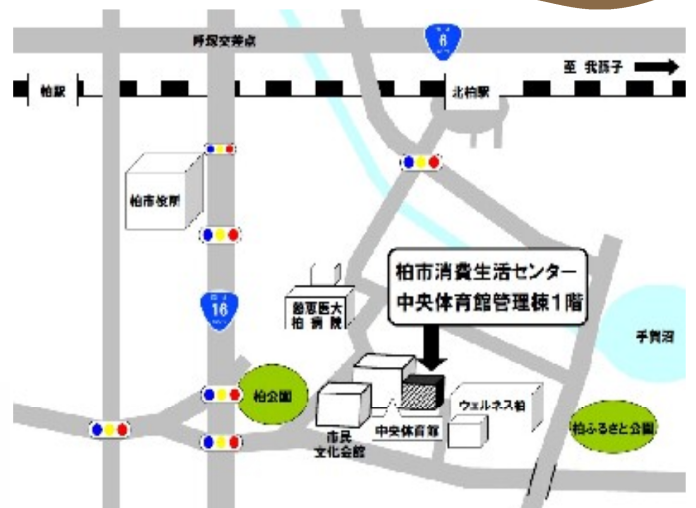 呼塚交差点
6
至 我孫子
柏駅
北柏駅
柏市役所
柏市消費生活センター
中央体育館管理棟1階
16
慈恵医大
柏病院
手賀沼
柏公園
ウェルネス柏
市民
文化会館
中央体育館
柏ふるさと公園